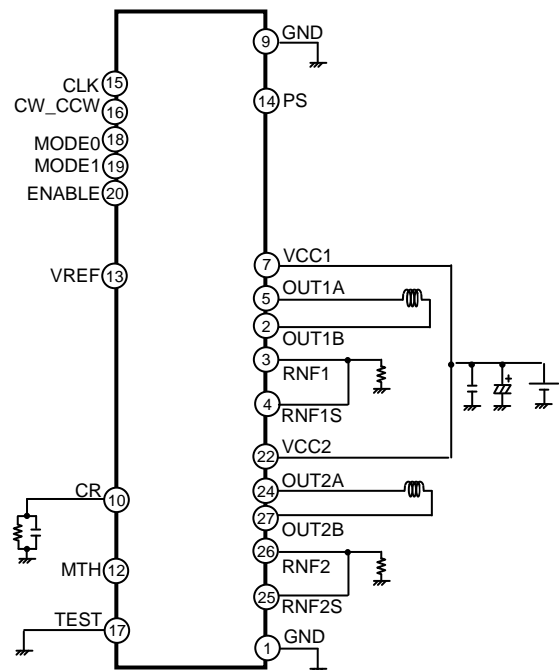 9 GND
15 CLK
14 PS
16 CW_CCW
18 MODE0
19 MODE1
20 ENABLE
7 VCC1
13 VREF
5 OUT1A
2 OUT1B
3 RNF1
4 RNF1S
22 VCC2
24 OUT2A
10 CR
27 OUT2B
26 RNF2
12 MTH
25 RNF2S
17 TEST
1 GND
+